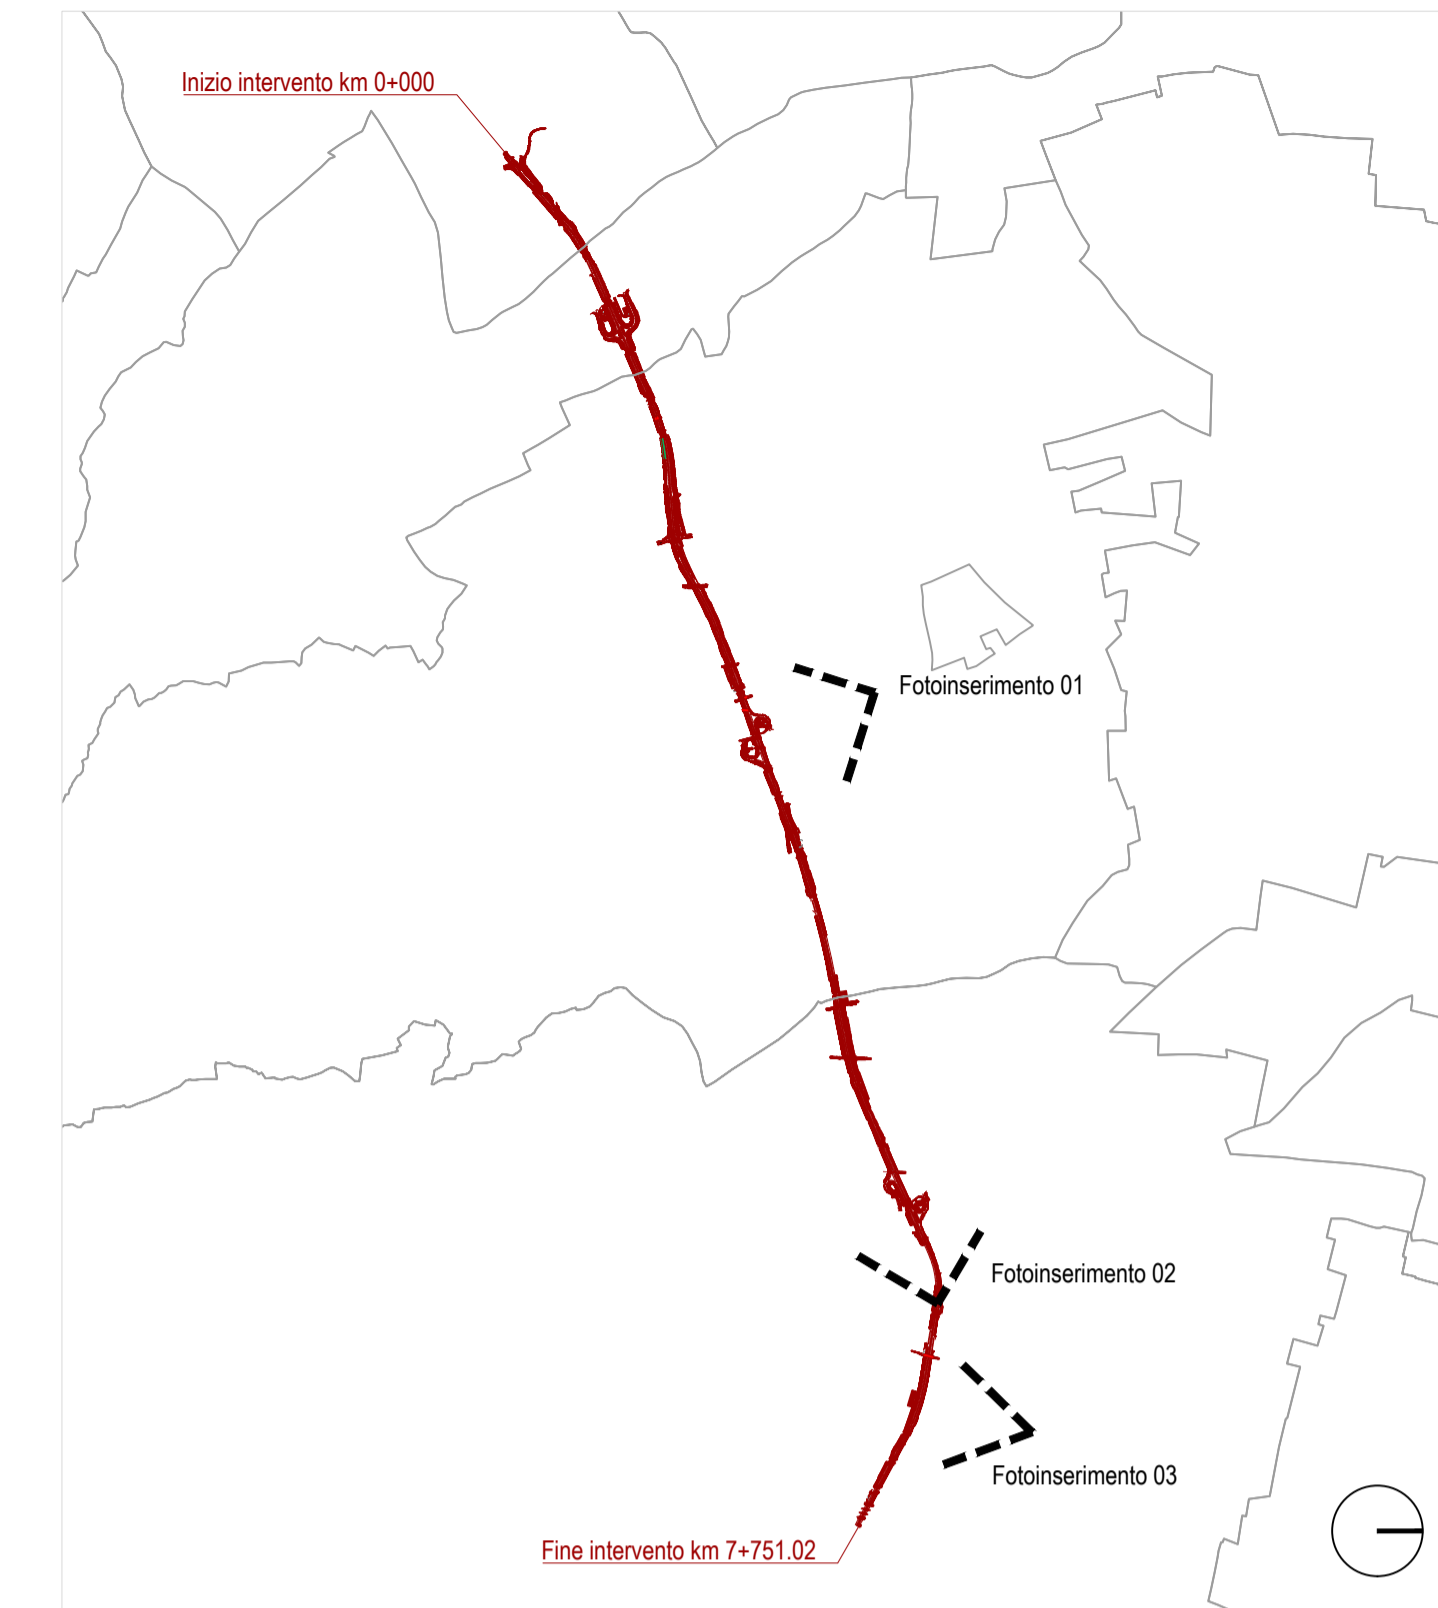 Inizio intervento km 0+000
Fotoinserimento 01
Fotoinserimento 02
Fotoinserimento 03
Fine intervento km 7+751.02